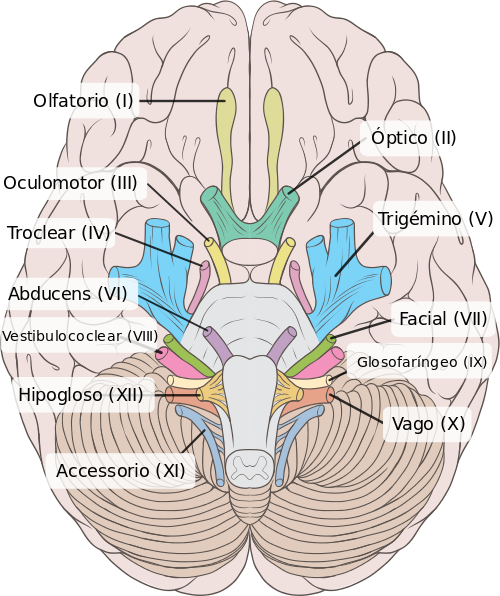 Olfatorio (I)
Óptico (II)
Oculomotor (III)
Trigémino (V)
Troclear (IV)
Abducens (VI)
Facial (VII)
Vestibulococlear (VIII)
Glosofaríngeo (IX)
Hipogloso (XII)
Vago (X)
Accessorio (XI)